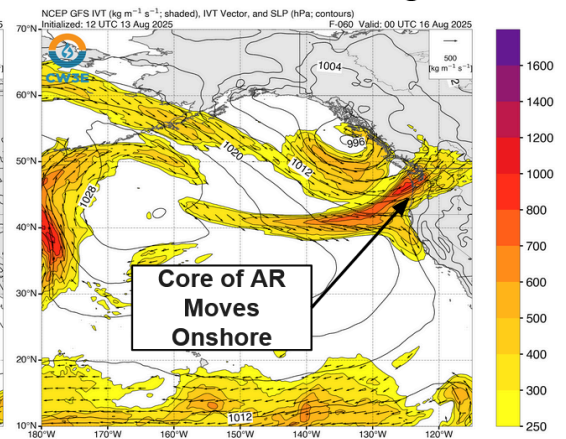 NCEP GFS IVT (kg m⁻¹ s⁻¹; shaded), IVT Vector, and SLP (hPa; contours)
Initialized: 12 UTC 13 Aug 2025 F-060 Valid: 00 UTC 16 Aug 2025
70°N
60°N
50°N
40°N
30°N
20°N
10°N
CW3E
500
[kg m⁻¹ s⁻¹]
1004
996
1020
1012
1028
1012
Core of AR
Moves
Onshore
180°W 170°W 160°W 150°W 140°W 130°W 120°W
1600
1400
1200
1000
800
700
600
500
400
300
250